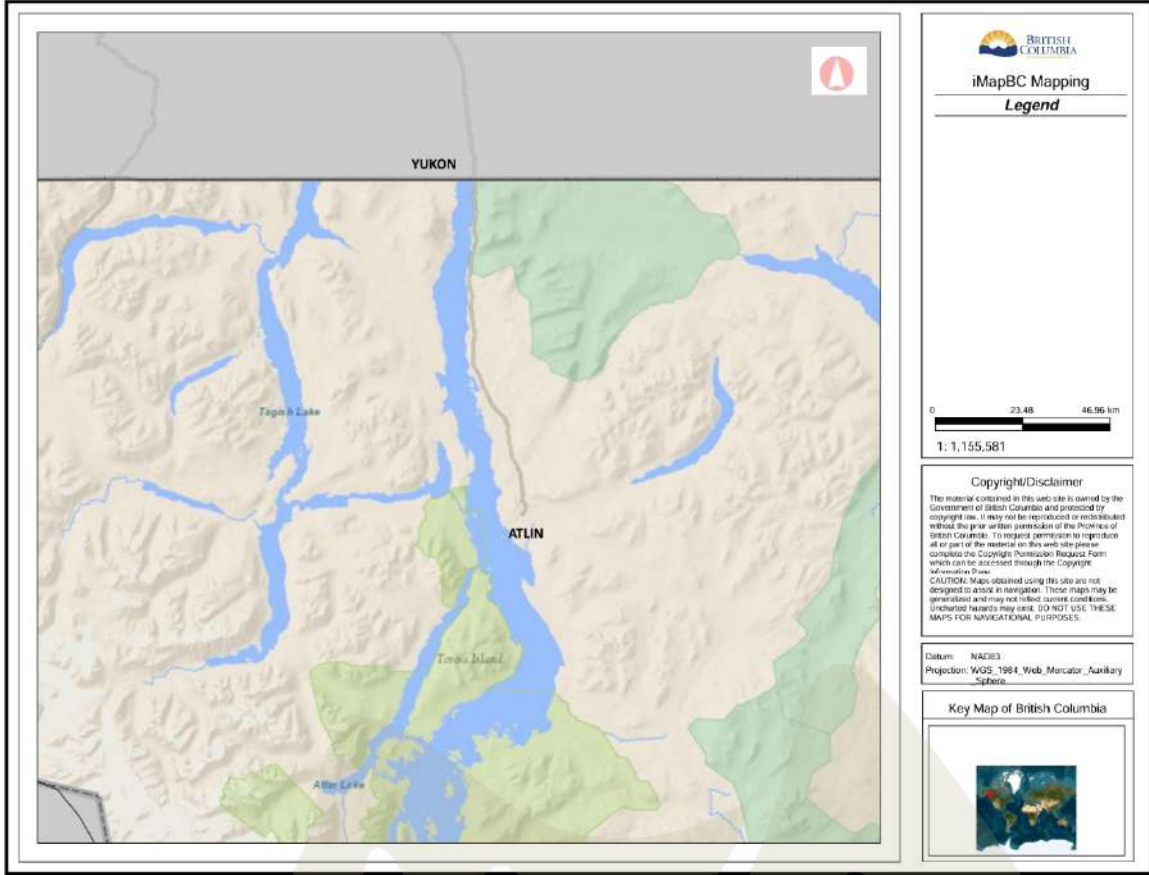 YUKON
Tagish Lake
ATLIN
Teresa Island
Atlin Lake
BRITISH
COLUMBIA
iMapBC Mapping
Legend
0 23.48 46.96 km
1: 1,155,581
Copyright/Disclaimer
The material contained in this web site is owned by the
Government of British Columbia and protected by
copyright law. It may not be reproduced or redistributed
without the prior written permission of the Province of
British Columbia. To request permission to reproduce
all or part of the material on this web site please
complete the Copyright Permission Request Form
which can be accessed through the Copyright
Information Page.
CAUTION: Maps obtained using this site are not
designed to assist in navigation. These maps may be
generalized and may not reflect current conditions.
Uncharted hazards may exist. DO NOT USE THESE
MAPS FOR NAVIGATIONAL PURPOSES.
Datum: NAD83
Projection: WGS_1984_Web_Mercator_Auxiliary
_Sphere
Key Map of British Columbia